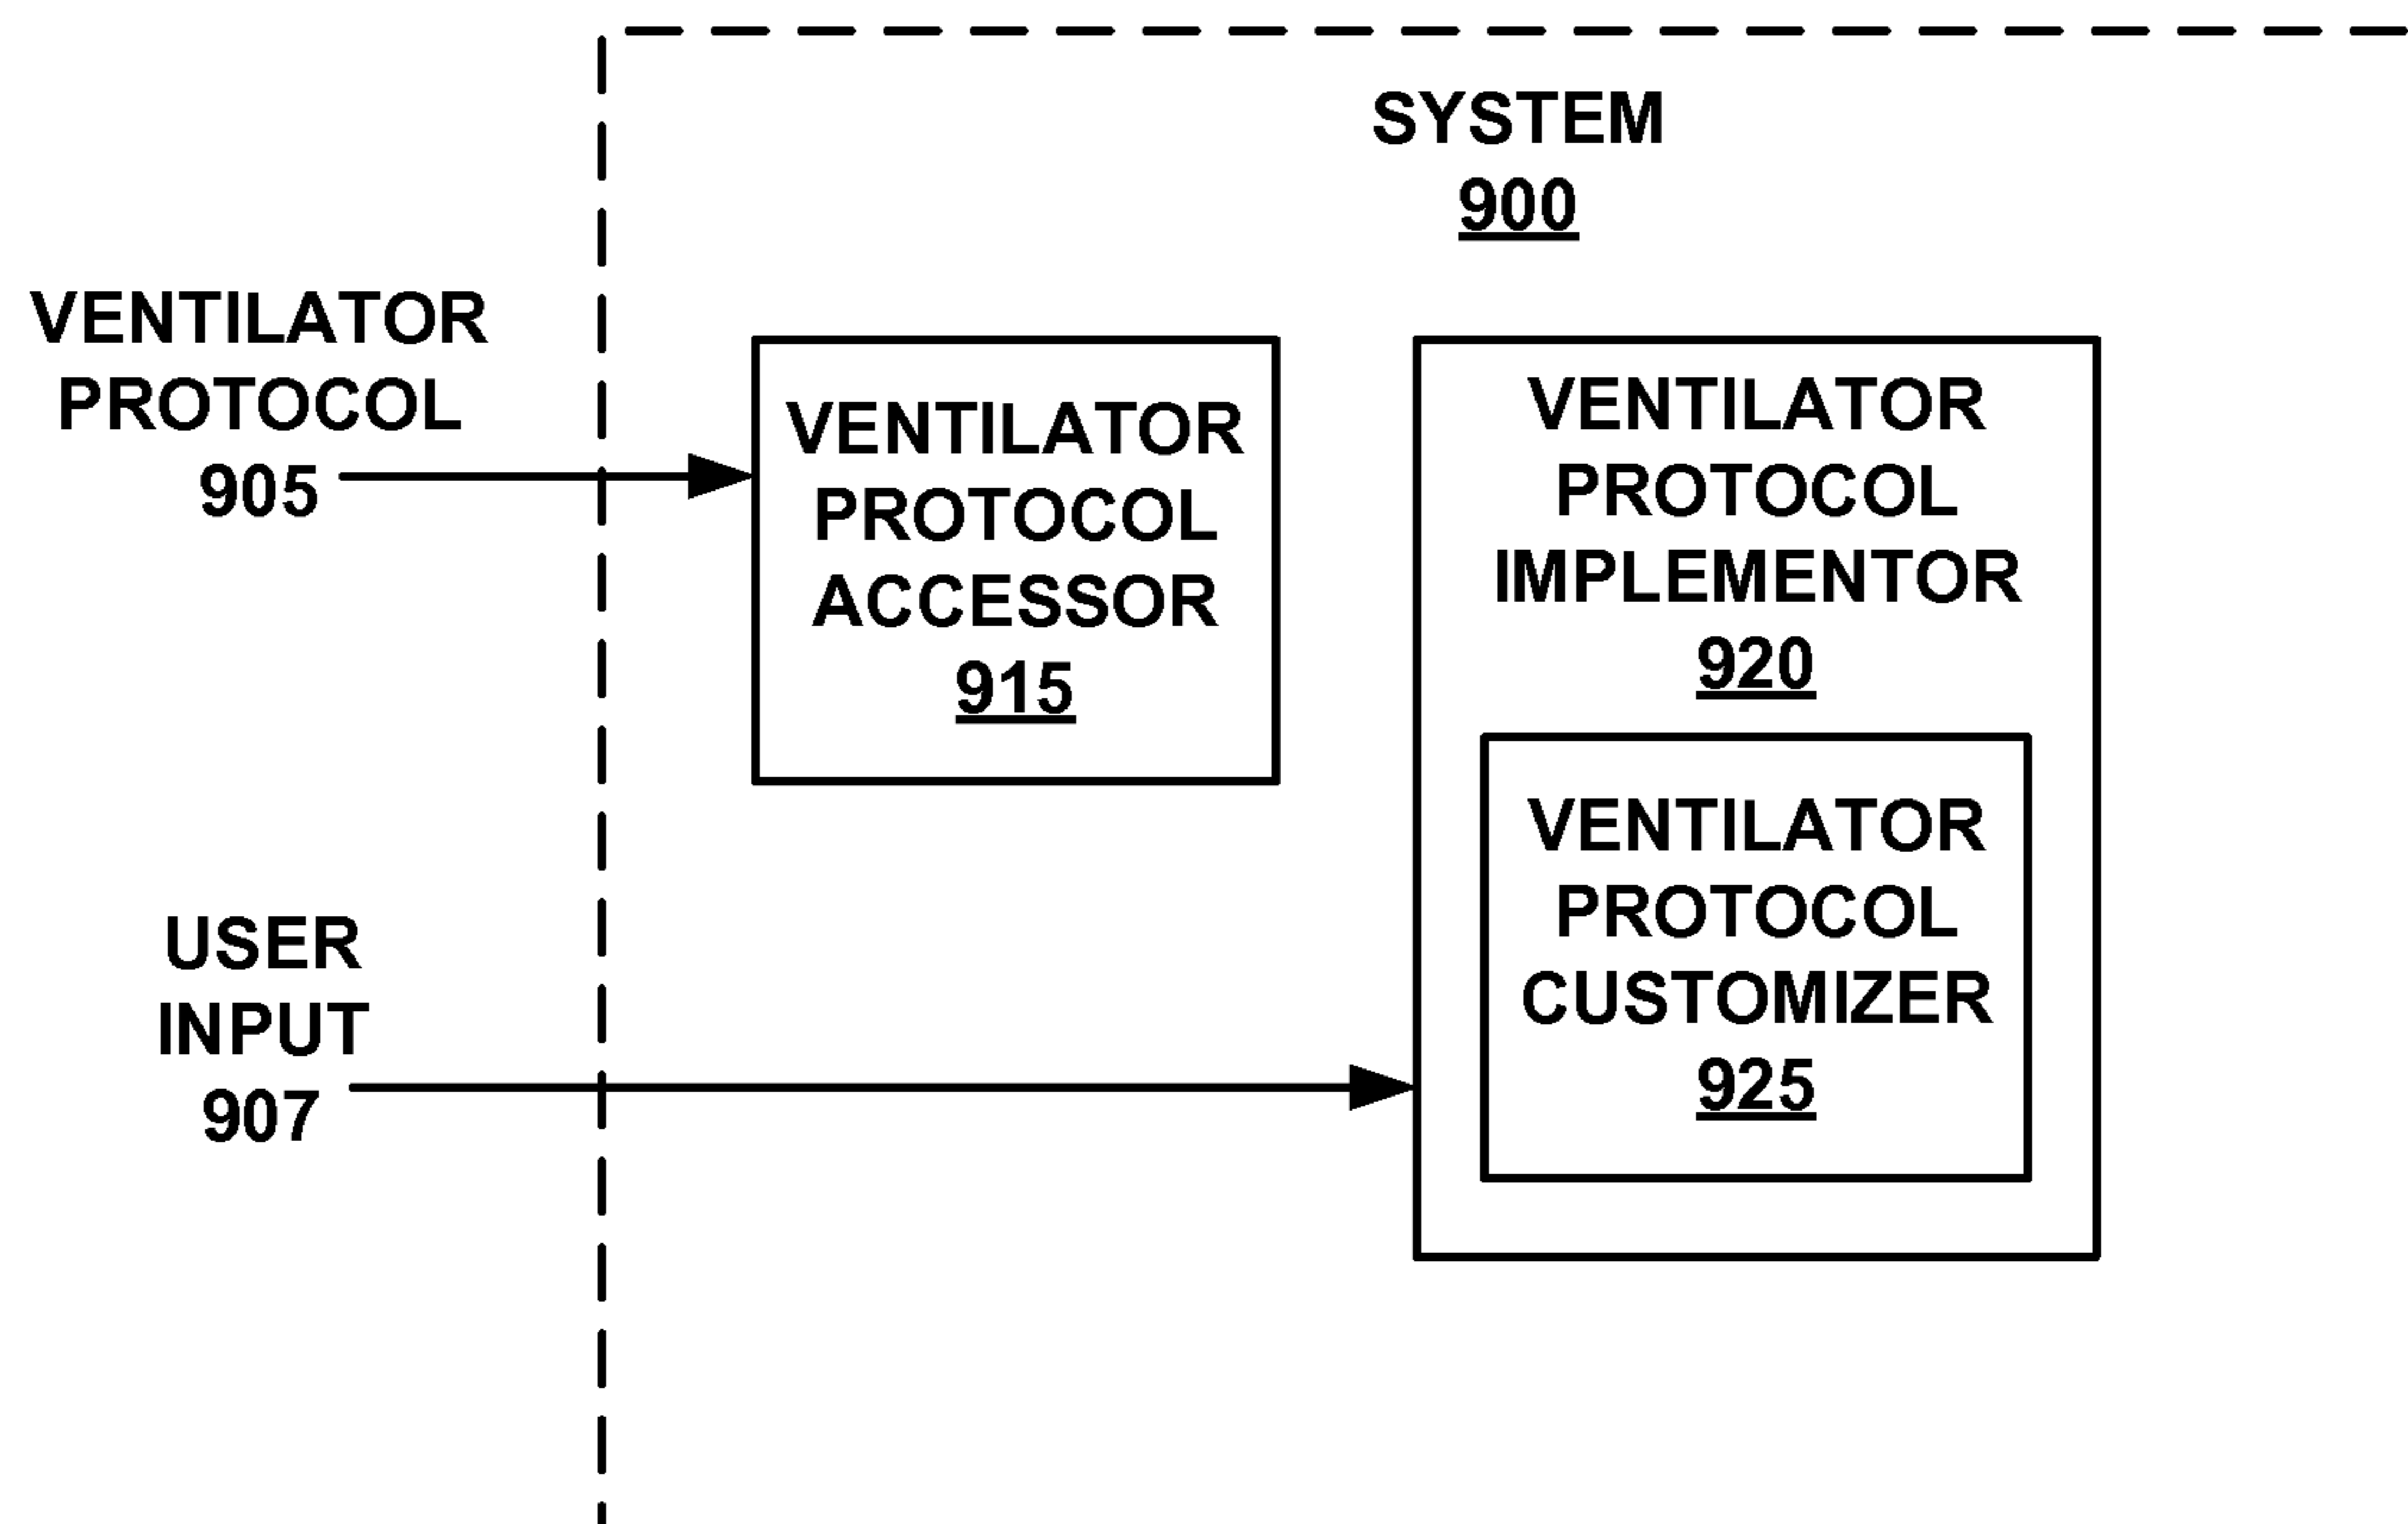 SYSTEM
900
VENTILATOR
PROTOCOL
905
VENTILATOR
PROTOCOL
ACCESSOR
915
VENTILATOR
PROTOCOL
IMPLEMENTOR
920
VENTILATOR
PROTOCOL
CUSTOMIZER
925
USER
INPUT
907